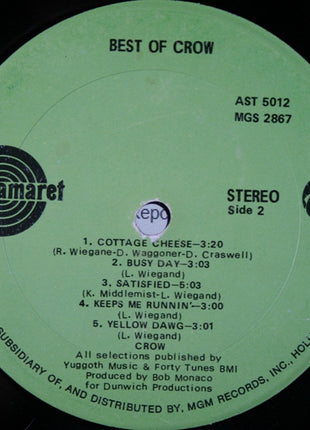 BEST OF CROW
AST 5012
MGS 2867
amaret
STEREO
Side 2
1. COTTAGE CHEESE—3:20
(R. Wiegane-D. Waggoner-D. Craswell)
2. BUSY DAY—3:03
(L. Wiegand)
3. SATISFIED—5:03
(K. Middlemist-L. Wiegand)
4. KEEPS ME RUNNIN'—3:00
(L. Wiegand)
5. YELLOW DAWG—3:01
(L. Wiegand)
CROW
All selections published by
Yuggoth Music & Forty Tunes BMI
Produced by Bob Monaco
for Dunwich Productions
SUBSIDIARY OF, AND DISTRIBUTED BY, MGM RECORDS, INC.,